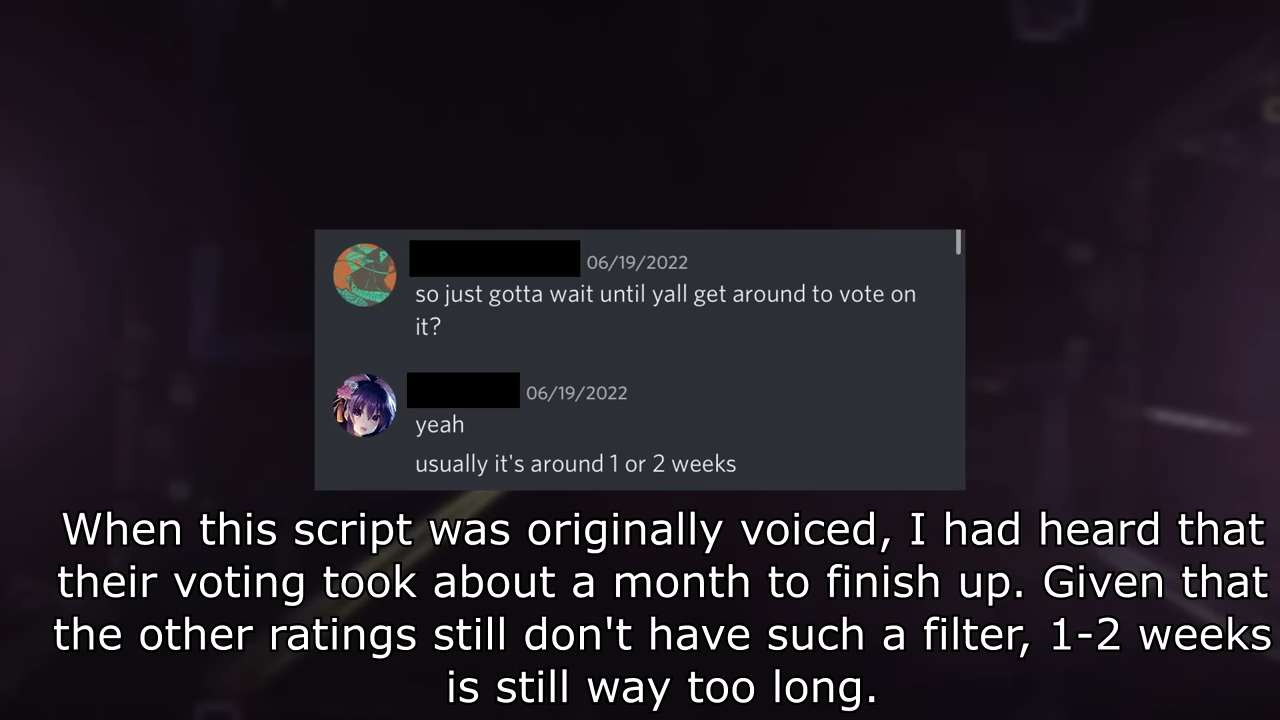 06/19/2022
so just gotta wait until yall get around to vote on
it?
06/19/2022
yeah
usually it's around 1 or 2 weeks
When this script was originally voiced, I had heard that
their voting took about a month to finish up. Given that
the other ratings still don't have such a filter, 1-2 weeks
is still way too long.